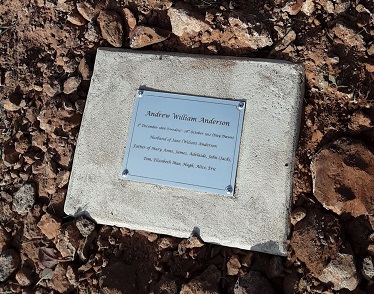 Andrew William Anderson
Husband of Jane (William) Anderson
Father of Mary Anne, James, Adelaide, John (Jack),
Tom, Elizabeth Mae, Hugh, Alice, Eric